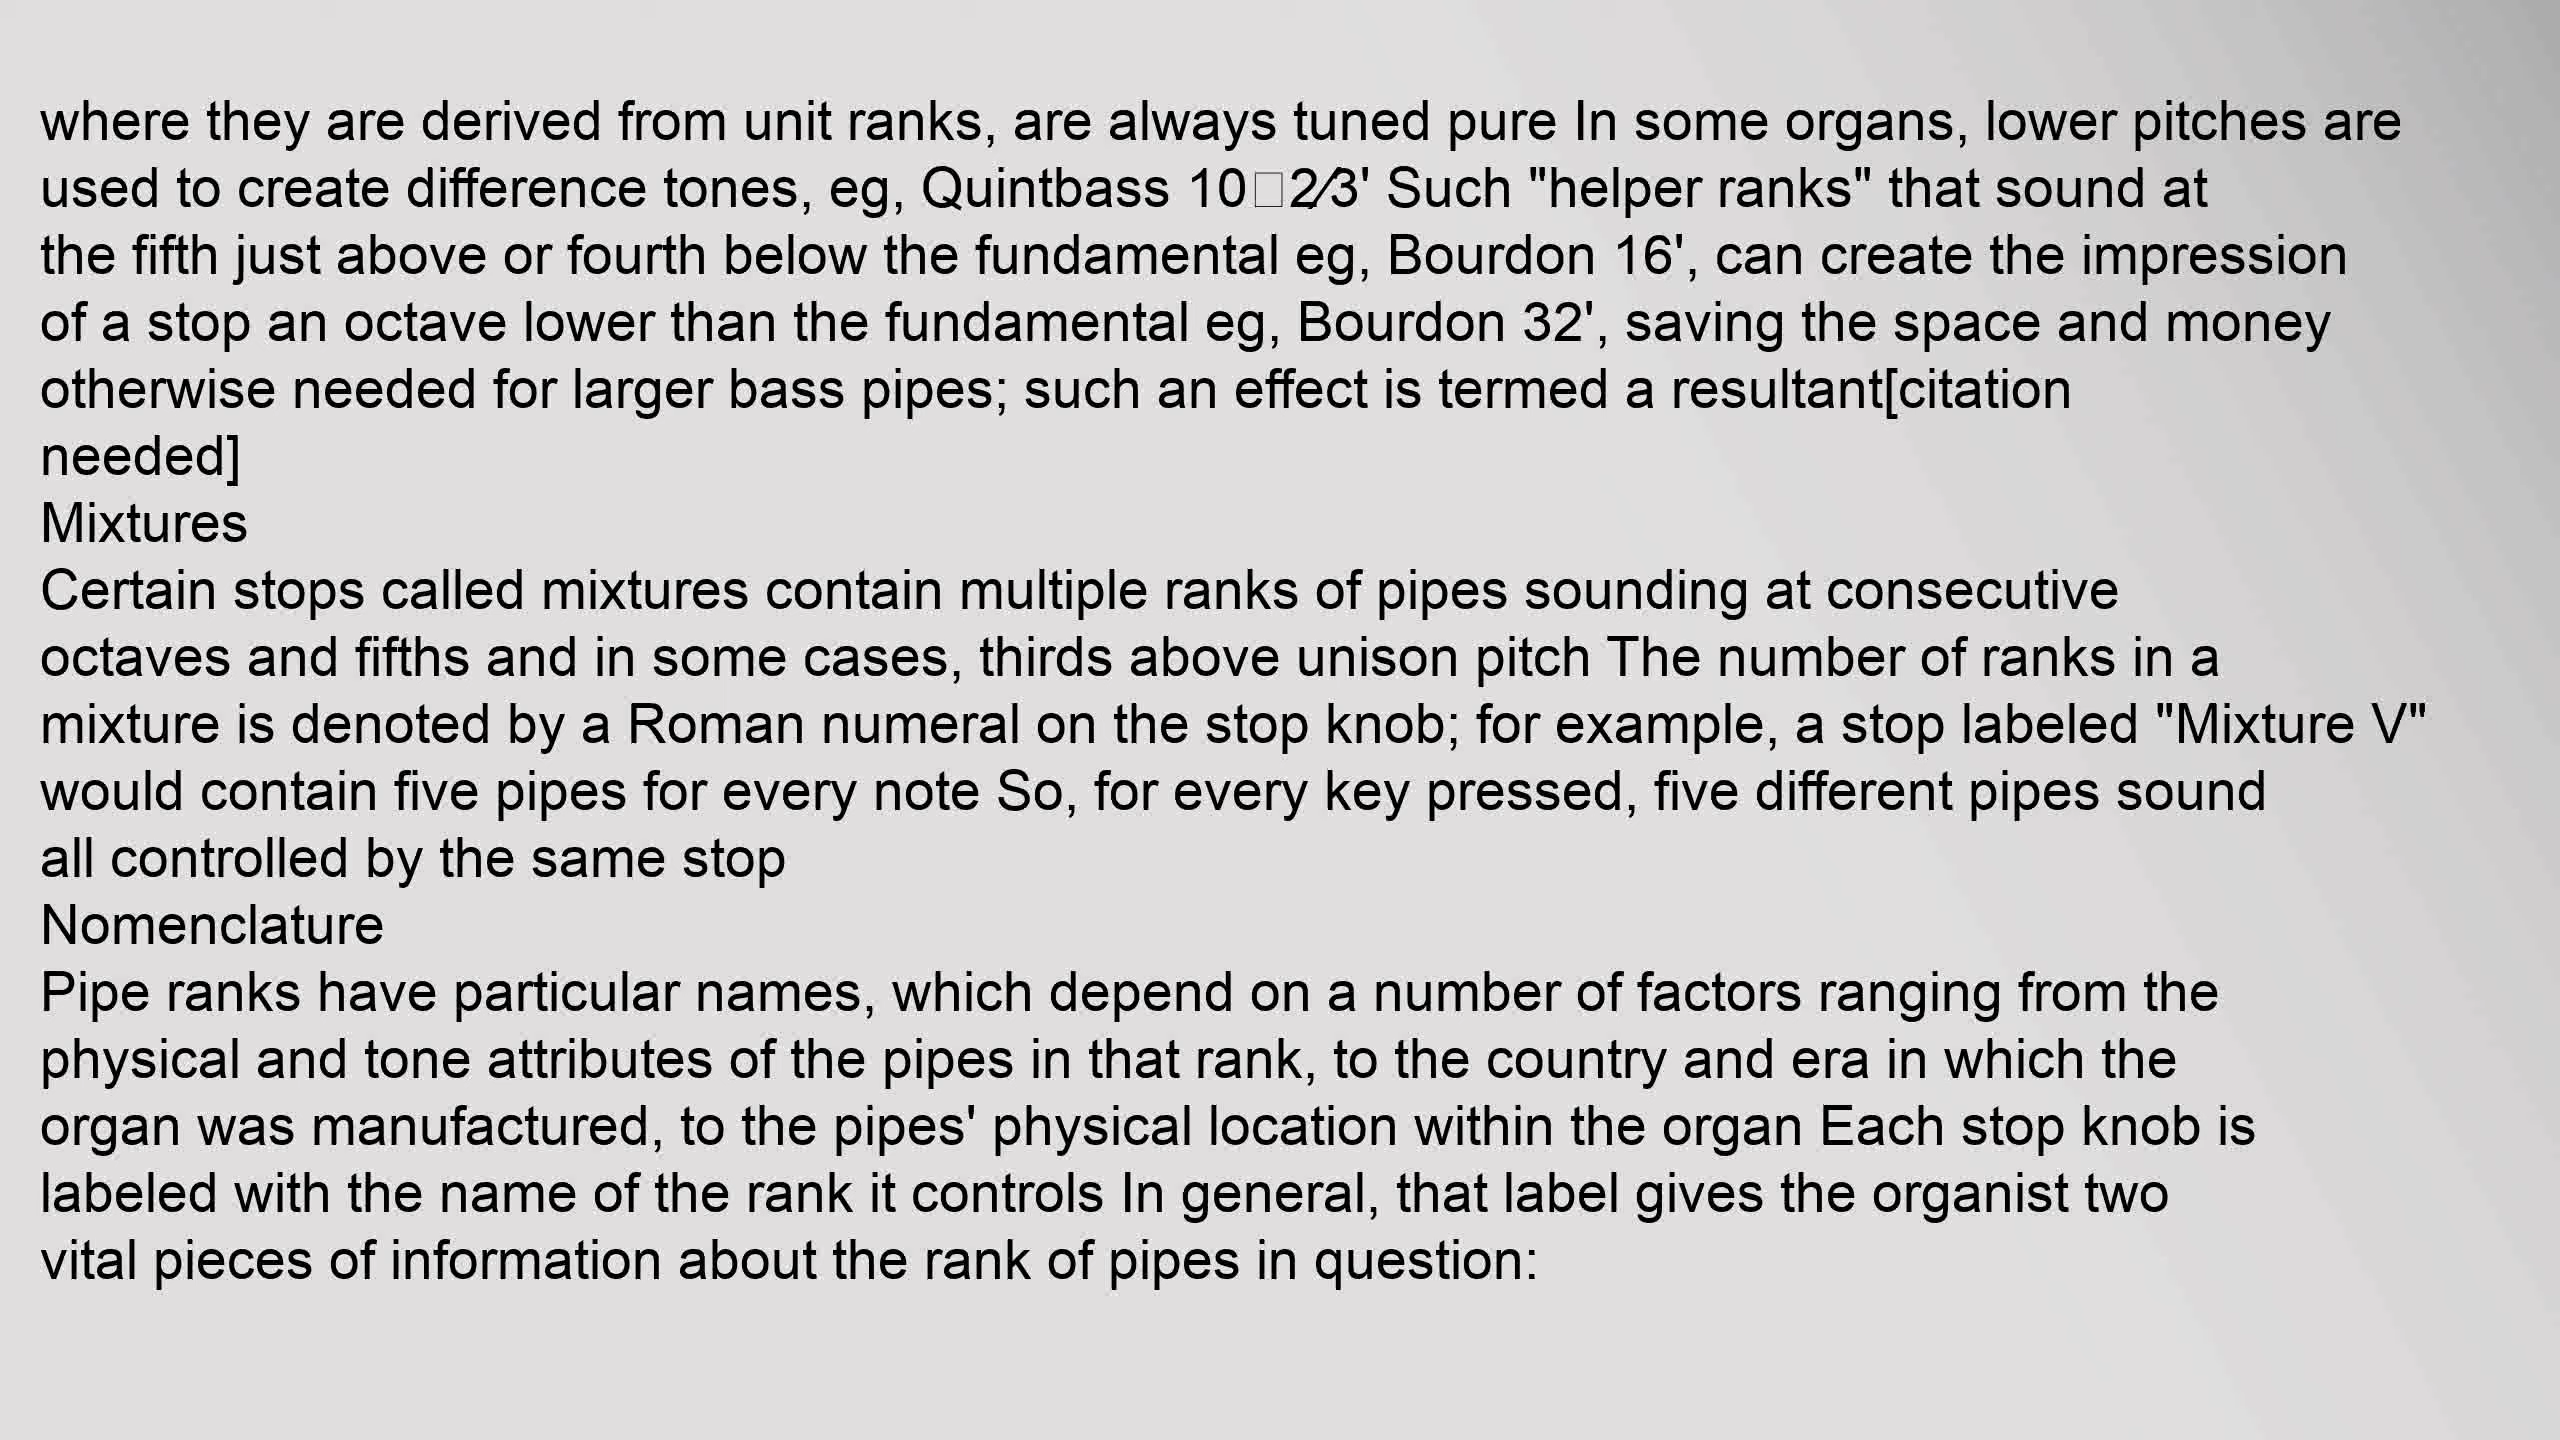 where they are derived from unit ranks, are always tuned pure In some organs, lower pitches are
used to create difference tones, eg, Quintbass 10□2⁄3' Such "helper ranks" that sound at
the fifth just above or fourth below the fundamental eg, Bourdon 16', can create the impression
of a stop an octave lower than the fundamental eg, Bourdon 32', saving the space and money
otherwise needed for larger bass pipes; such an effect is termed a resultant[citation
needed]
Mixtures
Certain stops called mixtures contain multiple ranks of pipes sounding at consecutive
octaves and fifths and in some cases, thirds above unison pitch The number of ranks in a
mixture is denoted by a Roman numeral on the stop knob; for example, a stop labeled "Mixture V"
would contain five pipes for every note So, for every key pressed, five different pipes sound
all controlled by the same stop
Nomenclature
Pipe ranks have particular names, which depend on a number of factors ranging from the
physical and tone attributes of the pipes in that rank, to the country and era in which the
organ was manufactured, to the pipes' physical location within the organ Each stop knob is
labeled with the name of the rank it controls In general, that label gives the organist two
vital pieces of information about the rank of pipes in question: